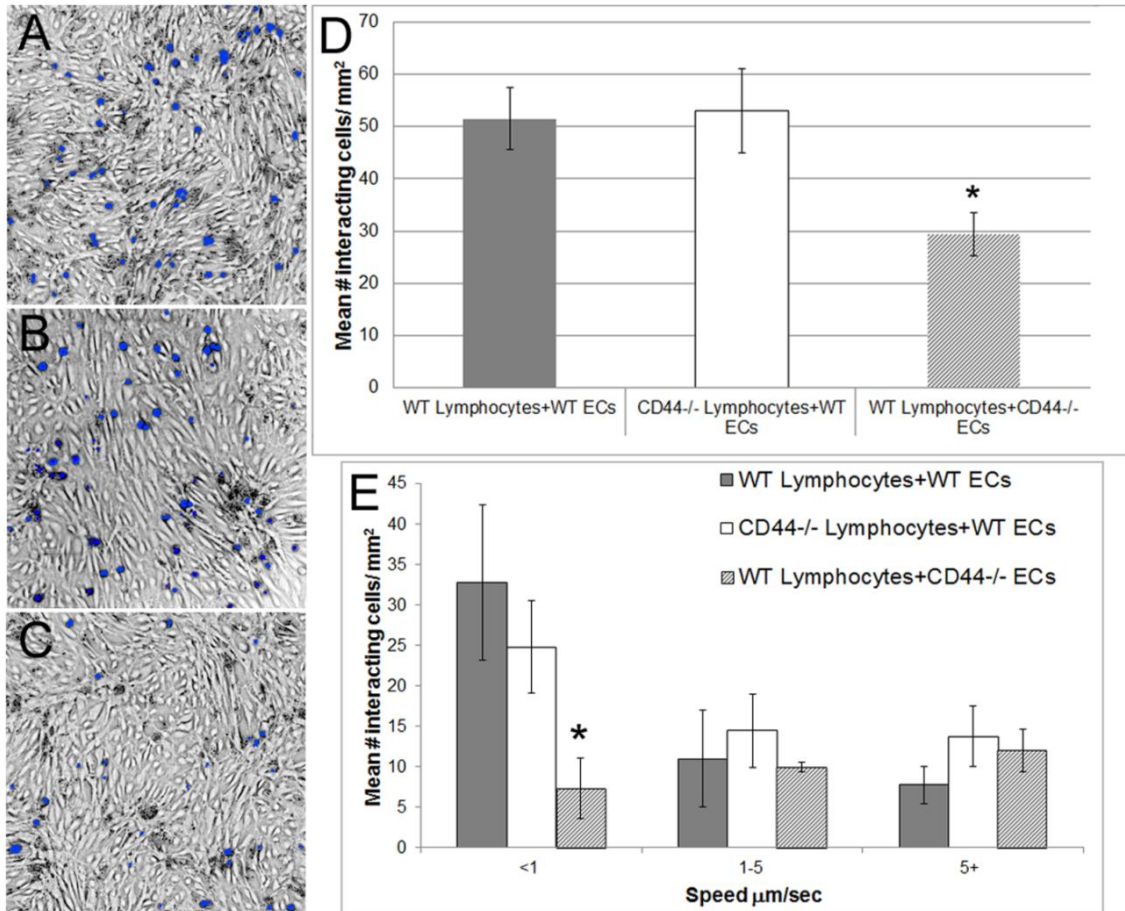 A
B
C
D
Mean # interacting cells/ mm²
70
60
50
40
30
20
10
0
*
WT Lymphocytes+WT ECs
CD44-/- Lymphocytes+WT
ECs
WT Lymphocytes+CD44-/-
ECs
E
Mean # interacting cells/ mm²
45
40
35
30
25
20
15
10
5
0
WT Lymphocytes+WT ECs
CD44-/- Lymphocytes+WT ECs
WT Lymphocytes+CD44-/- ECs
*
<1
1-5
5+
Speed μm/sec